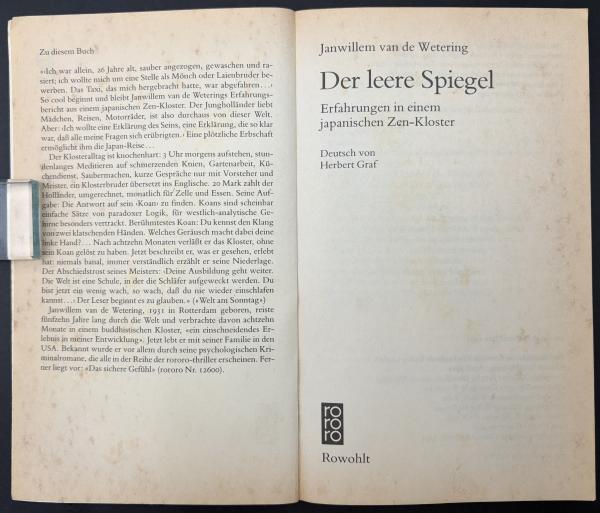 Zu diesem Buch
«‹Ich war allein, 26 Jahre alt, sauber angezogen, gewaschen und ra-
siert; ich wollte mich um eine Stelle als Mönch oder Laienbruder be-
werben. Das Taxi, das mich hergebracht hatte, war abgefahren...›
So cool beginnt und bleibt Janwillem van de Weterings Erfahrungs-
bericht aus einem japanischen Zen-Kloster. Der Jungholländer liebt
Mädchen, Reisen, Motorräder, ist also durchaus von dieser Welt.
Aber: ‹Ich wollte eine Erklärung des Seins, eine Erklärung, die so klar
war, daß alle meine Fragen sich erübrigten.› Eine plötzliche Erbschaft
ermöglicht ihm die Japan-Reise...
Der Klosteralltag ist knochenhart: 3 Uhr morgens aufstehen, stun-
denlanges Meditieren auf schmerzenden Knien, Gartenarbeit, Kü-
chendienst, Saubermachen, kurze Gespräche nur mit Vorsteher und
Meister, ein Klosterbruder übersetzt ins Englische. 20 Mark zahlt der
Holländer, umgerechnet, monatlich für Zelle und Essen. Seine Auf-
gabe: Die Antwort auf sein ‹Koan› zu finden. Koans sind scheinbar
einfache Sätze von paradoxer Logik, für westlich-analytische Ge-
hirne besonders vertrackt. Berühmtestes Koan: Du kennst den Klang
von zwei klatschenden Händen. Welches Geräusch macht dabei deine
linke Hand?... Nach achtzehn Monaten verläßt er das Kloster, ohne
sein Koan gelöst zu haben. Jetzt beschreibt er, was er gesehen, erlebt
hat: niemals banal, immer verständlich erzählt er seine Niederlage.
Der Abschiedstrost seines Meisters: ‹Deine Ausbildung geht weiter.
Die Welt ist eine Schule, in der die Schläfer aufgeweckt werden. Du
bist jetzt ein wenig wach, so wach, daß du nie wieder einschlafen
kannst...› Der Leser beginnt es zu glauben.» («Welt am Sonntag»)
Janwillem van de Wetering, 1931 in Rotterdam geboren, reiste
fünfzehn Jahre lang durch die Welt und verbrachte davon achtzehn
Monate in einem buddhistischen Kloster, «ein einschneidendes Er-
lebnis in meiner Entwicklung». Jetzt lebt er mit seiner Familie in den
USA. Bekannt wurde er vor allem durch seine psychologischen Kri-
minalromane, die alle in der Reihe der rororo-thriller erscheinen. Fer-
ner liegt vor: «Das sichere Gefühl» (rororo Nr. 12600).
Janwillem van de Wetering
Der leere Spiegel
Erfahrungen in einem
japanischen Zen-Kloster
Deutsch von
Herbert Graf
ro
ro
ro
Rowohlt